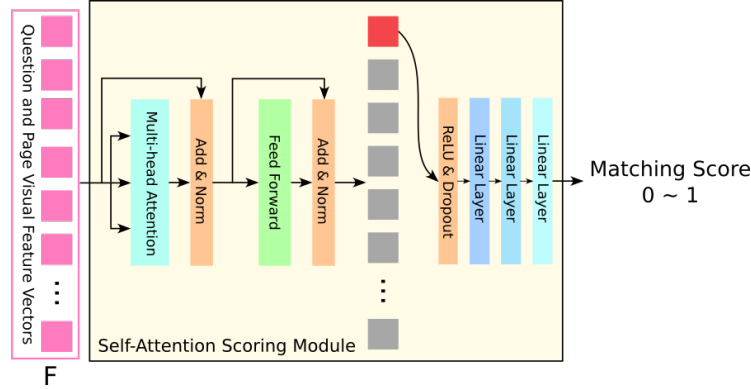 Question and Page Visual Feature Vectors
F
Multi-head Attention
Add & Norm
Feed Forward
Add & Norm
ReLU & Dropout
Linear Layer
Linear Layer
Linear Layer
Matching Score
0 ~ 1
Self-Attention Scoring Module